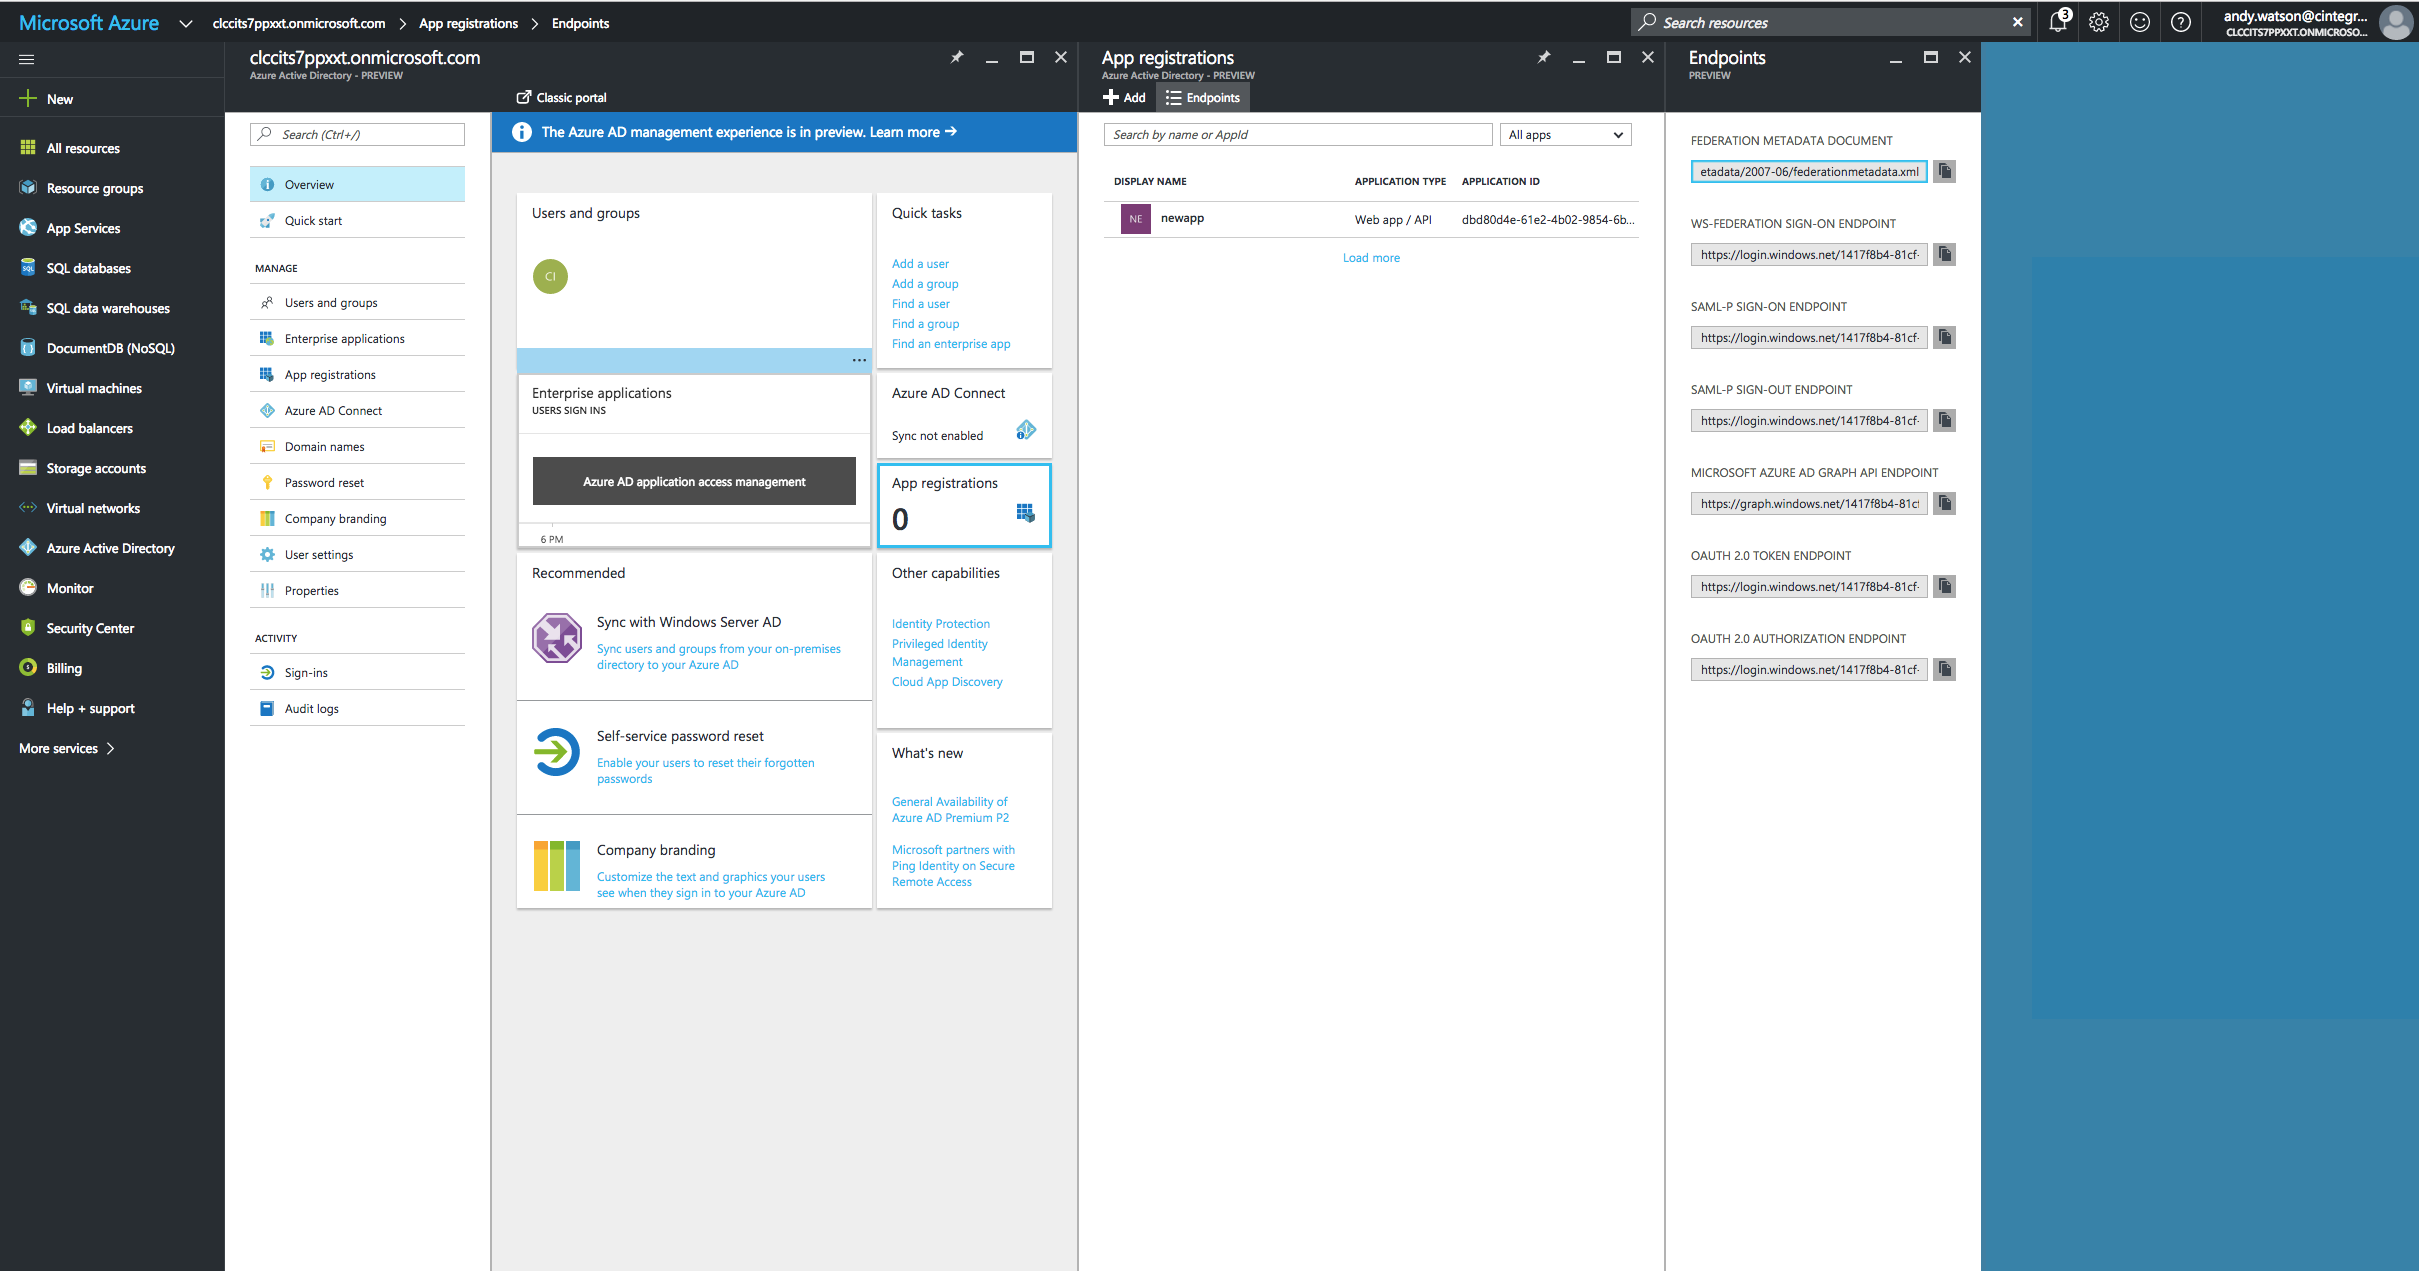 Microsoft Azure
clccits7ppxxt.onmicrosoft.com
App registrations
Endpoints
Search resources
3
andy.watson@cintegr...
CLCCITS7PPXXT.ONMICROSO...
New
All resources
Resource groups
App Services
SQL databases
SQL data warehouses
DocumentDB (NoSQL)
Virtual machines
Load balancers
Storage accounts
Virtual networks
Azure Active Directory
Monitor
Security Center
Billing
Help + support
More services
clccits7ppxxt.onmicrosoft.com
Azure Active Directory - PREVIEW
Classic portal
Search (Ctrl+/)
Overview
Quick start
MANAGE
Users and groups
Enterprise applications
App registrations
Azure AD Connect
Domain names
Password reset
Company branding
User settings
Properties
ACTIVITY
Sign-ins
Audit logs
The Azure AD management experience is in preview. Learn more →
Users and groups
CI
Enterprise applications
USERS SIGN INS
Azure AD application access management
6 PM
Recommended
Sync with Windows Server AD
Sync users and groups from your on-premises
directory to your Azure AD
Self-service password reset
Enable your users to reset their forgotten
passwords
Company branding
Customize the text and graphics your users
see when they sign in to your Azure AD
Quick tasks
Add a user
Add a group
Find a user
Find a group
Find an enterprise app
Azure AD Connect
Sync not enabled
App registrations
0
Other capabilities
Identity Protection
Privileged Identity
Management
Cloud App Discovery
What's new
General Availability of
Azure AD Premium P2
Microsoft partners with
Ping Identity on Secure
Remote Access
App registrations
Azure Active Directory - PREVIEW
Add
Endpoints
Search by name or AppId
All apps
DISPLAY NAME APPLICATION TYPE APPLICATION ID
NE newapp Web app / API dbd80d4e-61e2-4b02-9854-6b...
Load more
Endpoints
PREVIEW
FEDERATION METADATA DOCUMENT
etadata/2007-06/federationmetadata.xml
WS-FEDERATION SIGN-ON ENDPOINT
https://login.windows.net/1417f8b4-81cf-
SAML-P SIGN-ON ENDPOINT
https://login.windows.net/1417f8b4-81cf-
SAML-P SIGN-OUT ENDPOINT
https://login.windows.net/1417f8b4-81cf-
MICROSOFT AZURE AD GRAPH API ENDPOINT
https://graph.windows.net/1417f8b4-81cf
OAUTH 2.0 TOKEN ENDPOINT
https://login.windows.net/1417f8b4-81cf-
OAUTH 2.0 AUTHORIZATION ENDPOINT
https://login.windows.net/1417f8b4-81cf-